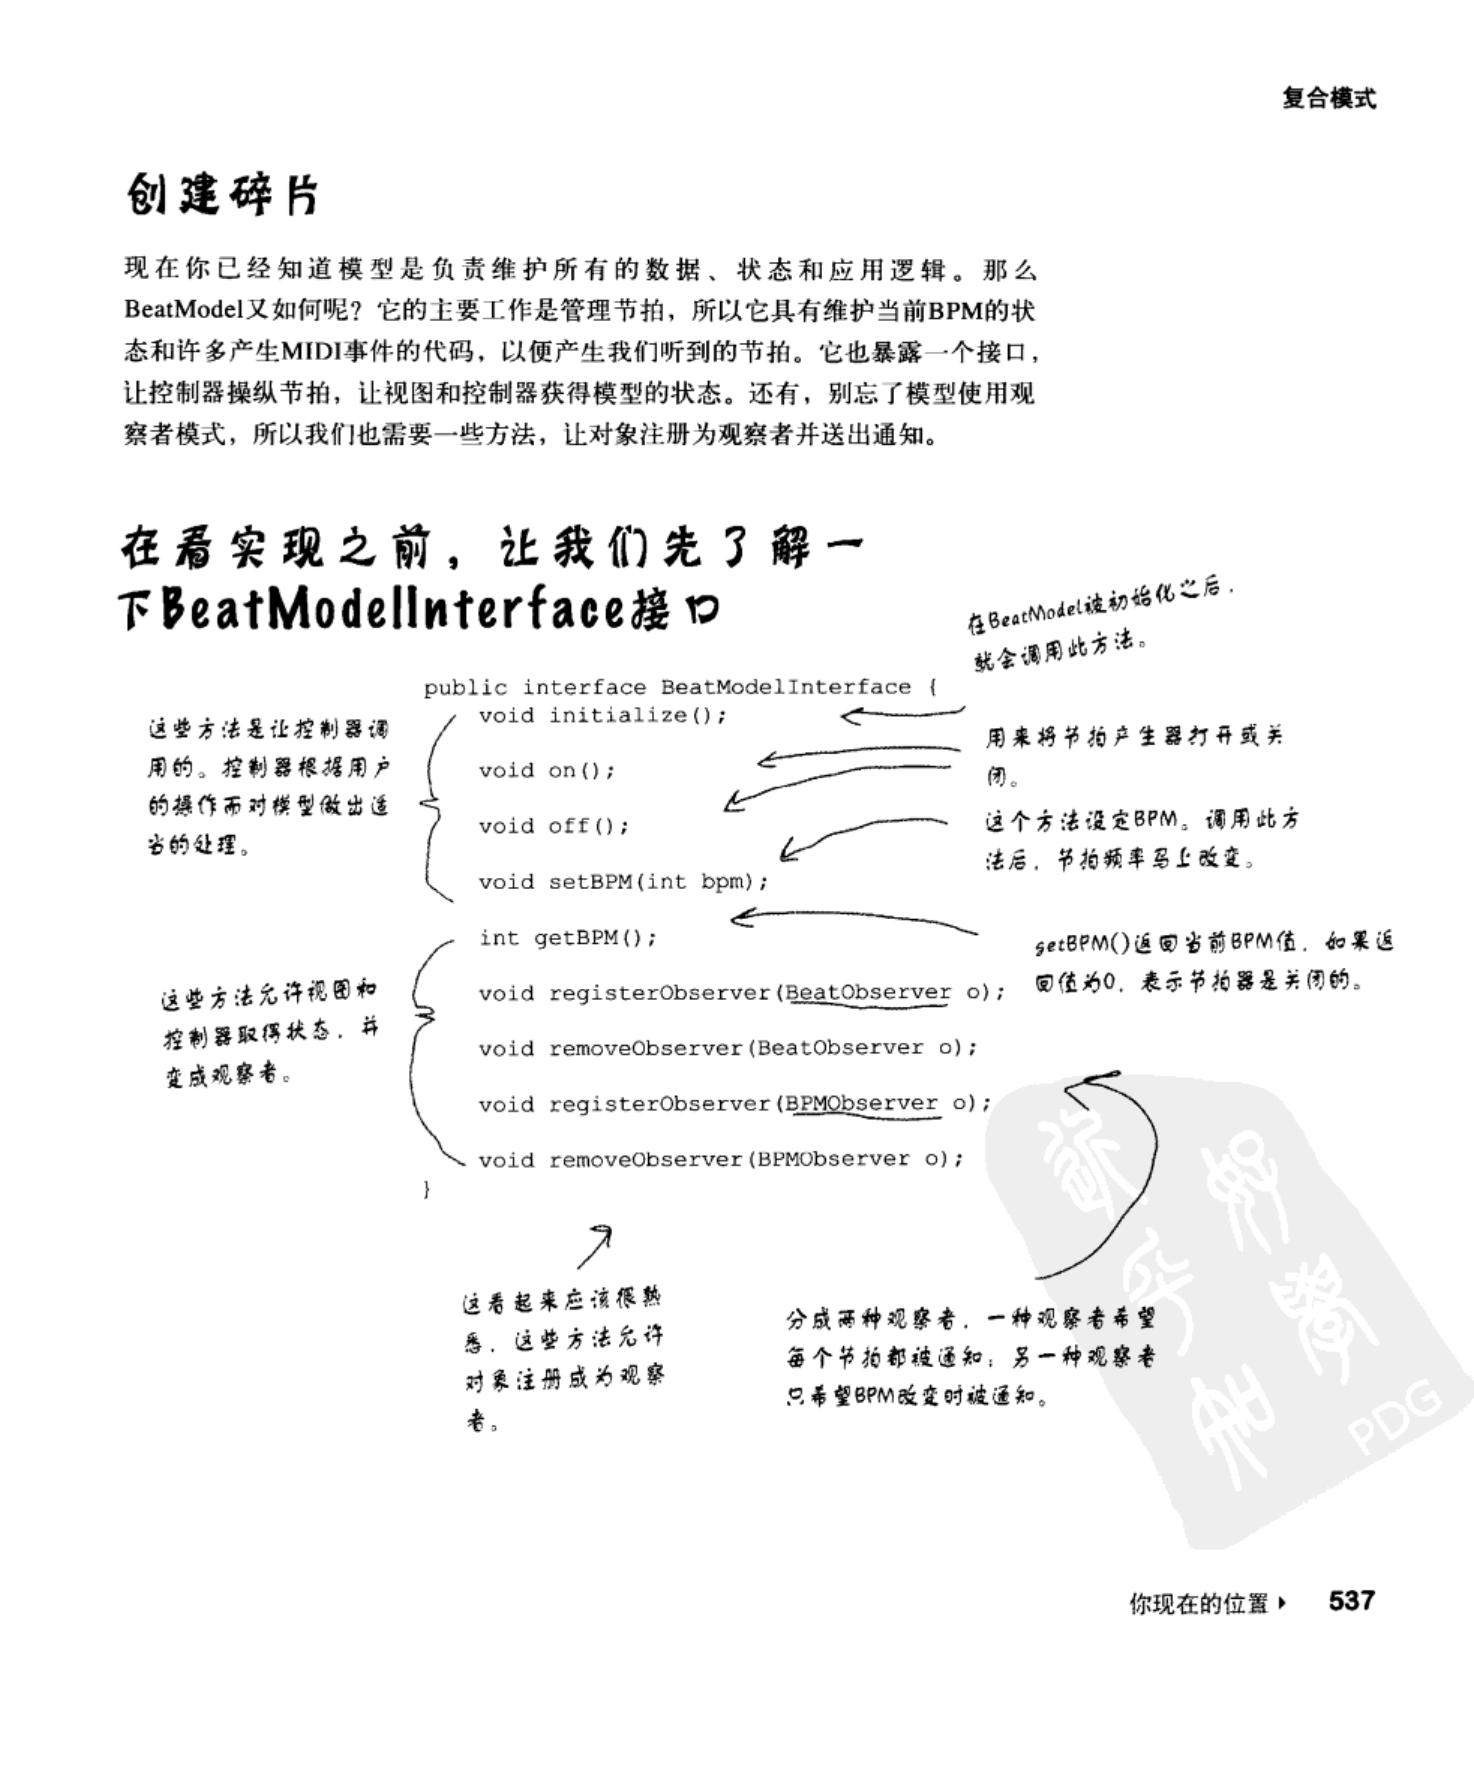 复合模式
创建碎片
现在你已经知道模型是负责维护所有的数据、状态和应用逻辑。那么
BeatModel又如何呢？它的主要工作是管理节拍，所以它具有维护当前BPM的状
态和许多产生MIDI事件的代码，以便产生我们听到的节拍。它也暴露一个接口，
让控制器操纵节拍，让视图和控制器获得模型的状态。还有，别忘了模型使用观
察者模式，所以我们也需要一些方法，让对象注册为观察者并送出通知。
在看实现之前，让我们先了解一
下BeatModelInterface接口
在BeatModel被初始化之后，
就会调用此方法。
public interface BeatModelInterface {
void initialize();
void on();
void off();
void setBPM(int bpm);
int getBPM();
void registerObserver(BeatObserver o);
void removeObserver(BeatObserver o);
void registerObserver(BPMObserver o);
void removeObserver(BPMObserver o);
}
这些方法是让控制器调
用的。控制器根据用户
的操作而对模型做出适
当的处理。
这些方法允许视图和
控制器取得状态，并
变成观察者。
用来将节拍产生器打开或关
闭。
这个方法设定BPM。调用此方
法后，节拍频率马上改变。
getBPM()返回当前BPM值，如果返
回值为0，表示节拍器是关闭的。
这看起来应该很熟
悉，这些方法允许
对象注册成为观察
者。
分成两种观察者，一种观察者希望
每个节拍都被通知；另一种观察者
只希望BPM改变时被通知。
PDG
你现在的位置 ▸ 537